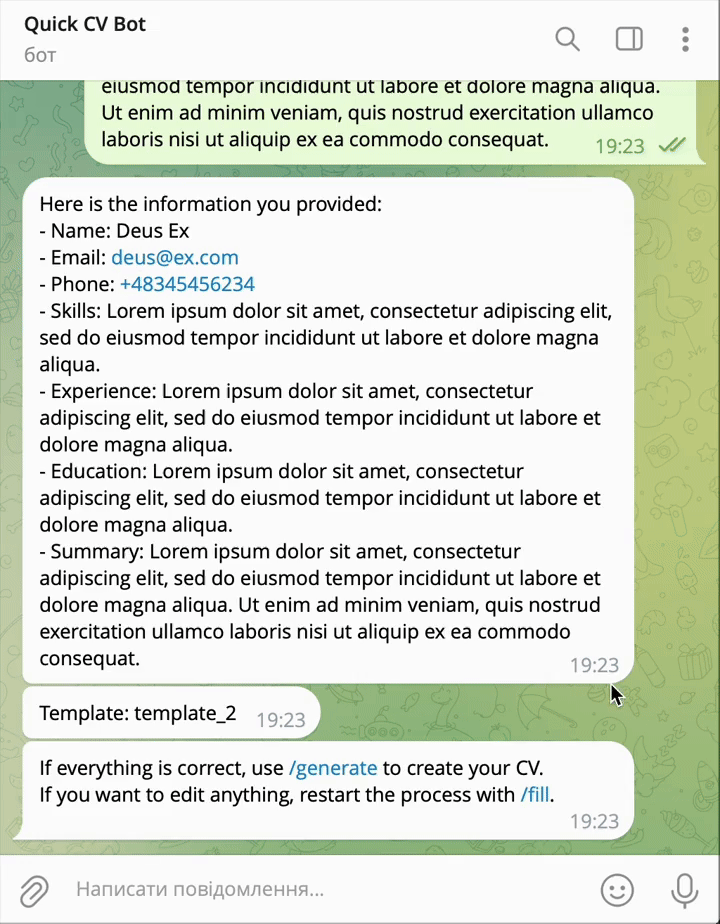 Quick CV Bot
бот
eiusmod tempor incididunt ut labore et dolore magna aliqua.
Ut enim ad minim veniam, quis nostrud exercitation ullamco
laboris nisi ut aliquip ex ea commodo consequat.
19:23
Here is the information you provided:
- Name: Deus Ex
- Email: deus@ex.com
- Phone: +48345456234
- Skills: Lorem ipsum dolor sit amet, consectetur adipiscing elit,
sed do eiusmod tempor incididunt ut labore et dolore magna
aliqua.
- Experience: Lorem ipsum dolor sit amet, consectetur
adipiscing elit, sed do eiusmod tempor incididunt ut labore et
dolore magna aliqua.
- Education: Lorem ipsum dolor sit amet, consectetur
adipiscing elit, sed do eiusmod tempor incididunt ut labore et
dolore magna aliqua.
- Summary: Lorem ipsum dolor sit amet, consectetur
adipiscing elit, sed do eiusmod tempor incididunt ut labore et
dolore magna aliqua. Ut enim ad minim veniam, quis nostrud
exercitation ullamco laboris nisi ut aliquip ex ea commodo
consequat.
19:23
Template: template_2
19:23
If everything is correct, use /generate to create your CV.
If you want to edit anything, restart the process with /fill.
19:23
Написати повідомлення...